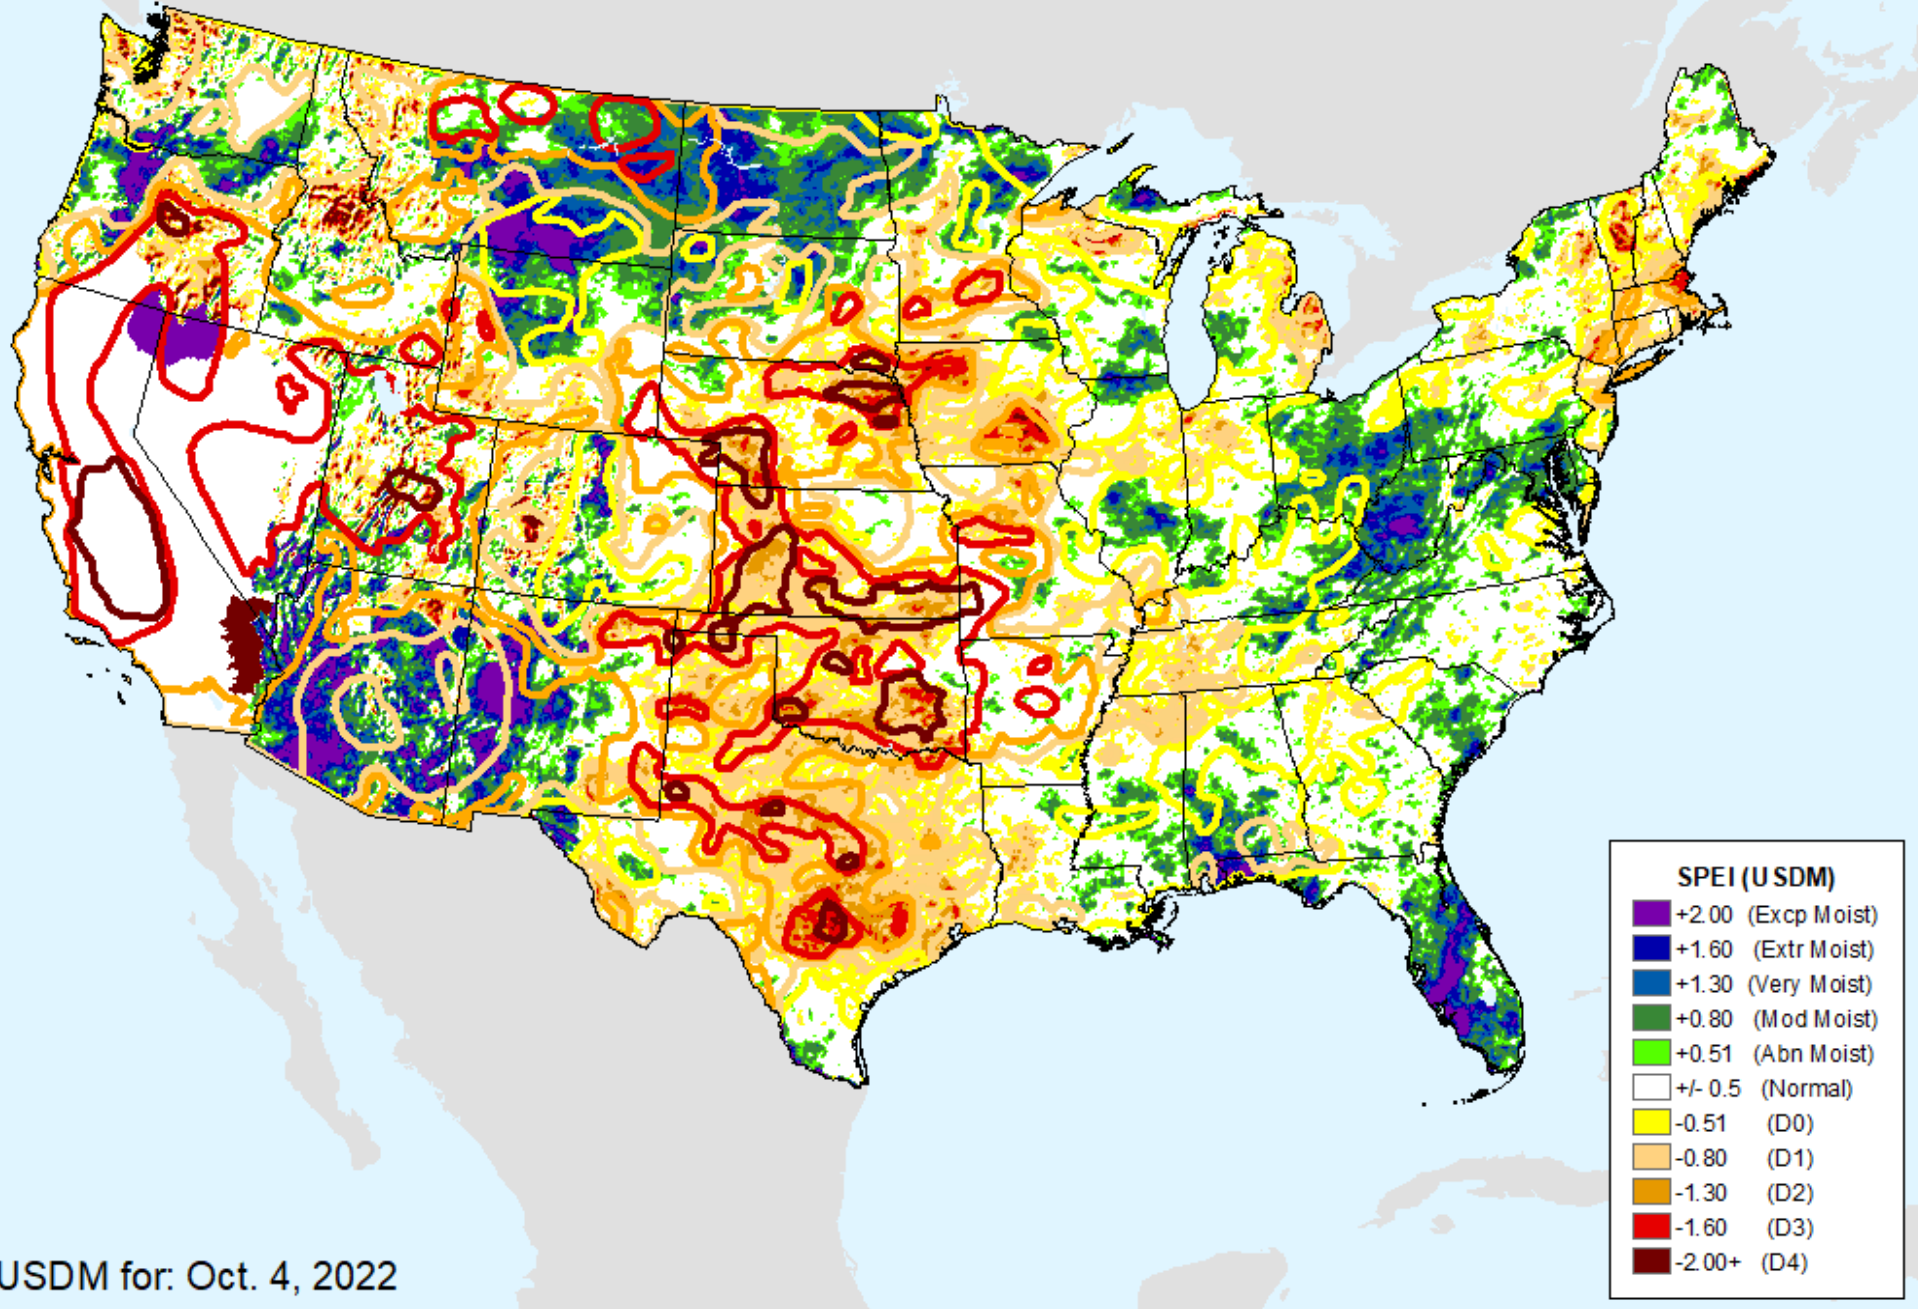 SPEI (USDM)
+2.00 (Excp Moist)
+1.60 (Extr Moist)
+1.30 (Very Moist)
+0.80 (Mod Moist)
+0.51 (Abn Moist)
+/- 0.5 (Normal)
-0.51 (D0)
-0.80 (D1)
-1.30 (D2)
-1.60 (D3)
-2.00+ (D4)
USDM for: Oct. 4, 2022